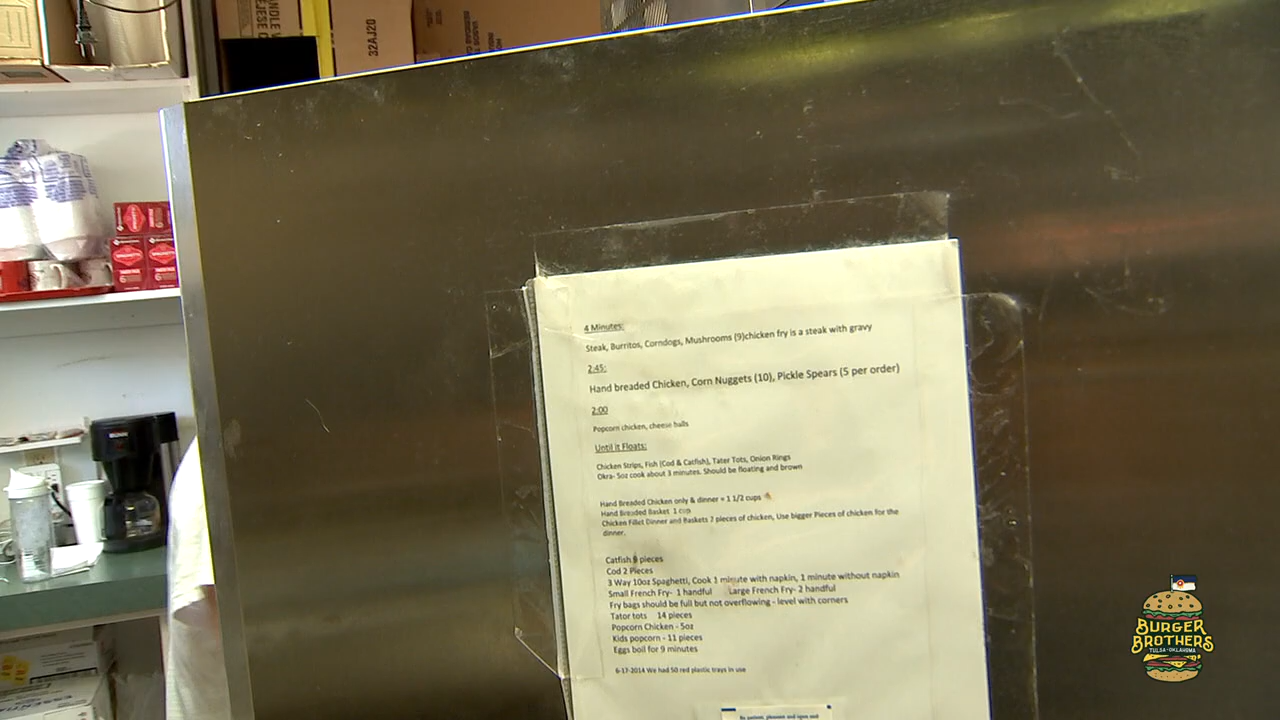 32AJ20
4 Minutes:
Steak, Burritos, Corndogs, Mushrooms (9)chicken fry is a steak with gravy
2:45:
Hand breaded Chicken, Corn Nuggets (10), Pickle Spears (5 per order)
2:00
Popcorn chicken, cheese balls
Until it Floats:
Chicken Strips, Fish (Cod & Catfish), Tater Tots, Onion Rings
Okra- 5oz cook about 3 minutes. Should be floating and brown
Hand Breaded Chicken only & dinner = 1 1/2 cups
Hand Breaded Basket 1 cup
Chicken Fillet Dinner and Baskets 2 pieces of chicken, Use bigger Pieces of chicken for the
dinner.
Catfish pieces
Cod 2 Pieces
3 Way 10oz Spaghetti, Cook 1 minute with napkin, 1 minute without napkin
Small French Fry- 1 handful Large French Fry- 2 handful
Fry bags should be full but not overflowing - level with corners
Tator tots 14 pieces
Popcorn Chicken - 5oz
Kids popcorn - 11 pieces
Eggs boil for 9 minutes
6-17-2014 We had 50 red plastic trays in use
BURGER
BROTHERS
TULSA • OKLAHOMA